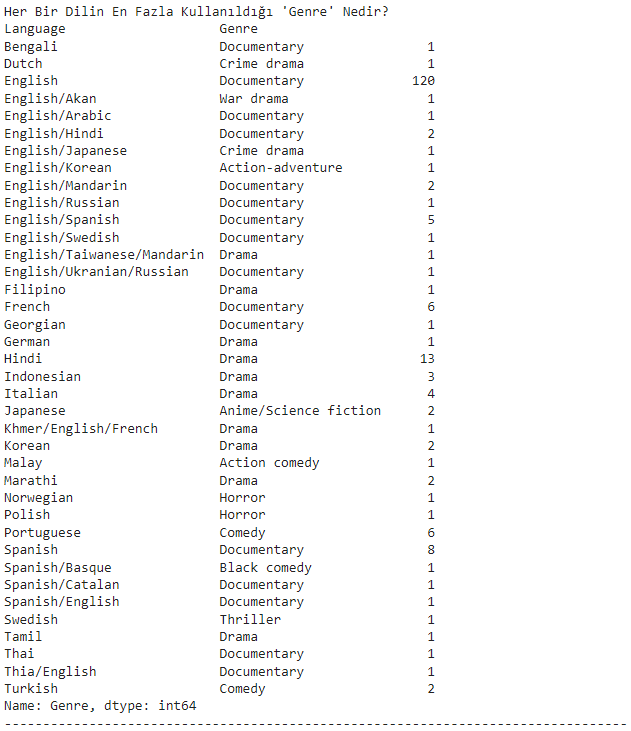 Her Bir Dilin En Fazla Kullanıldığı 'Genre' Nedir?
Language Genre
Bengali Documentary 1
Dutch Crime drama 1
English Documentary 120
English/Akan War drama 1
English/Arabic Documentary 1
English/Hindi Documentary 2
English/Japanese Crime drama 1
English/Korean Action-adventure 1
English/Mandarin Documentary 2
English/Russian Documentary 1
English/Spanish Documentary 5
English/Swedish Documentary 1
English/Taiwanese/Mandarin Drama 1
English/Ukranian/Russian Documentary 1
Filipino Drama 1
French Documentary 6
Georgian Documentary 1
German Drama 1
Hindi Drama 13
Indonesian Drama 3
Italian Drama 4
Japanese Anime/Science fiction 2
Khmer/English/French Drama 1
Korean Drama 2
Malay Action comedy 1
Marathi Drama 2
Norwegian Horror 1
Polish Horror 1
Portuguese Comedy 6
Spanish Documentary 8
Spanish/Basque Black comedy 1
Spanish/Catalan Documentary 1
Spanish/English Documentary 1
Swedish Thriller 1
Tamil Drama 1
Thai Documentary 1
Thia/English Documentary 1
Turkish Comedy 2
Name: Genre, dtype: int64
---------------------------------------------------------------------------------